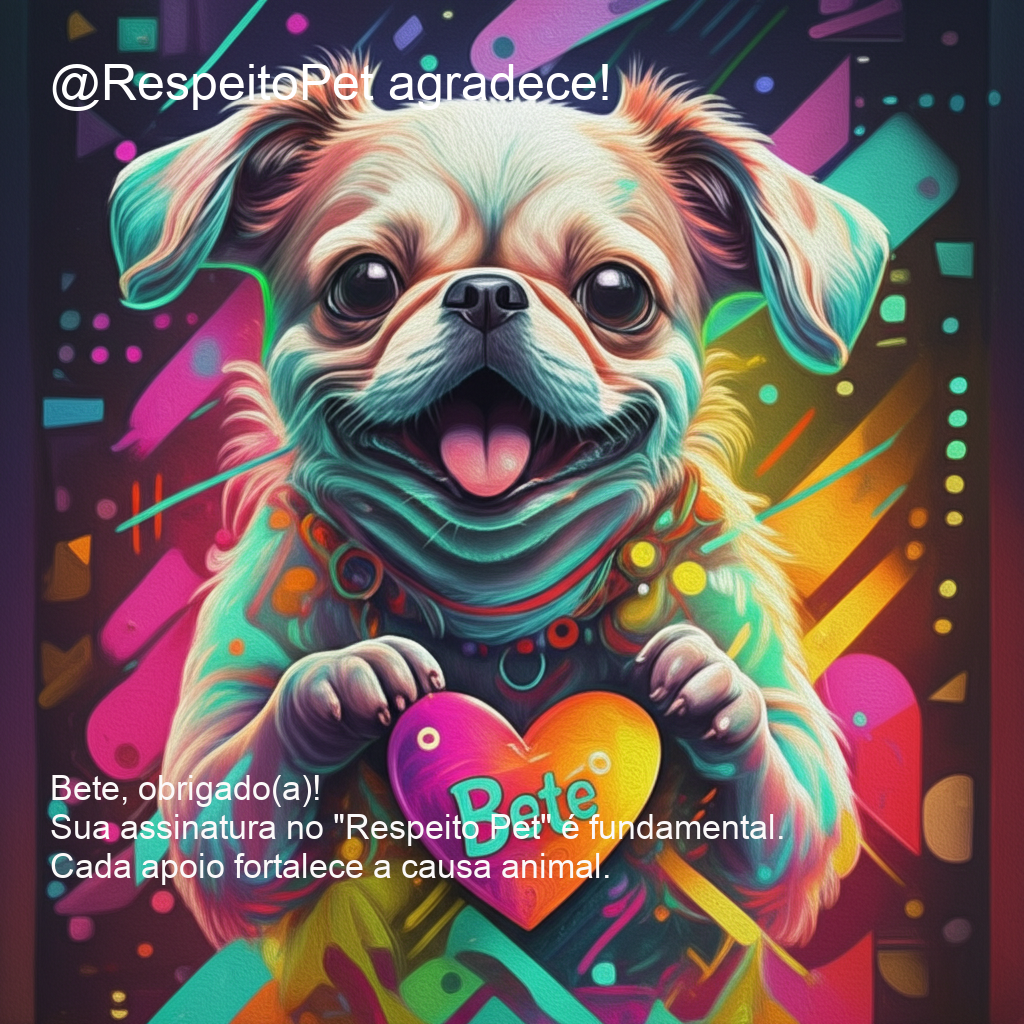 @RespeitoPet agradece!
Bete
Bete, obrigado(a)!
Sua assinatura no "Respeito Pet" é fundamental.
Cada apoio fortalece a causa animal.